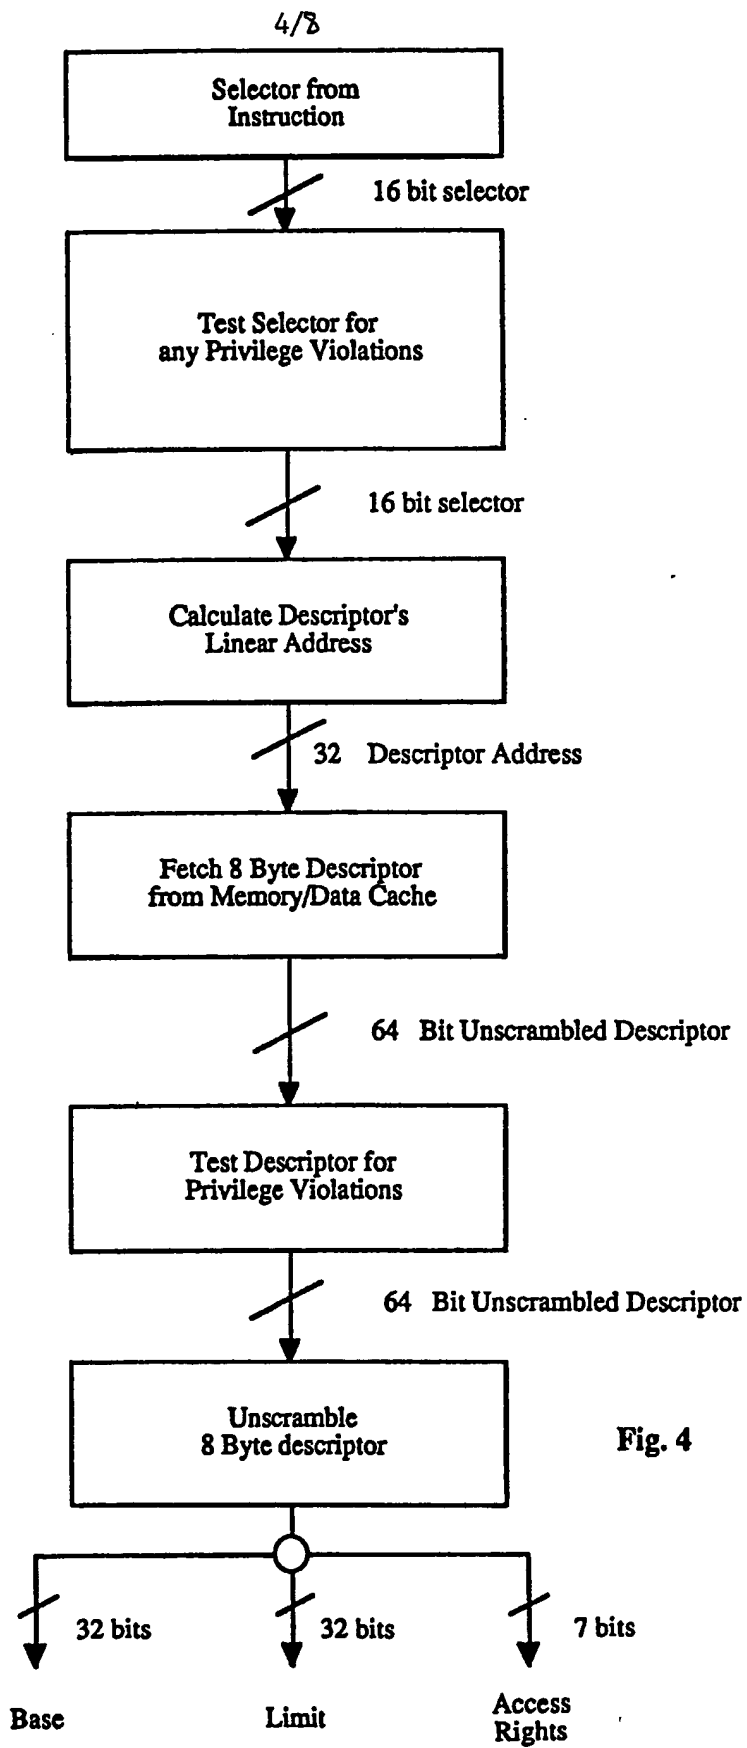 4/8
Selector from
Instruction
16 bit selector
Test Selector for
any Privilege Violations
16 bit selector
Calculate Descriptor's
Linear Address
32 Descriptor Address
Fetch 8 Byte Descriptor
from Memory/Data Cache
64 Bit Unscrambled Descriptor
Test Descriptor for
Privilege Violations
64 Bit Unscrambled Descriptor
Unscramble
8 Byte descriptor
Fig. 4
32 bits
32 bits
7 bits
Base
Limit
Access
Rights